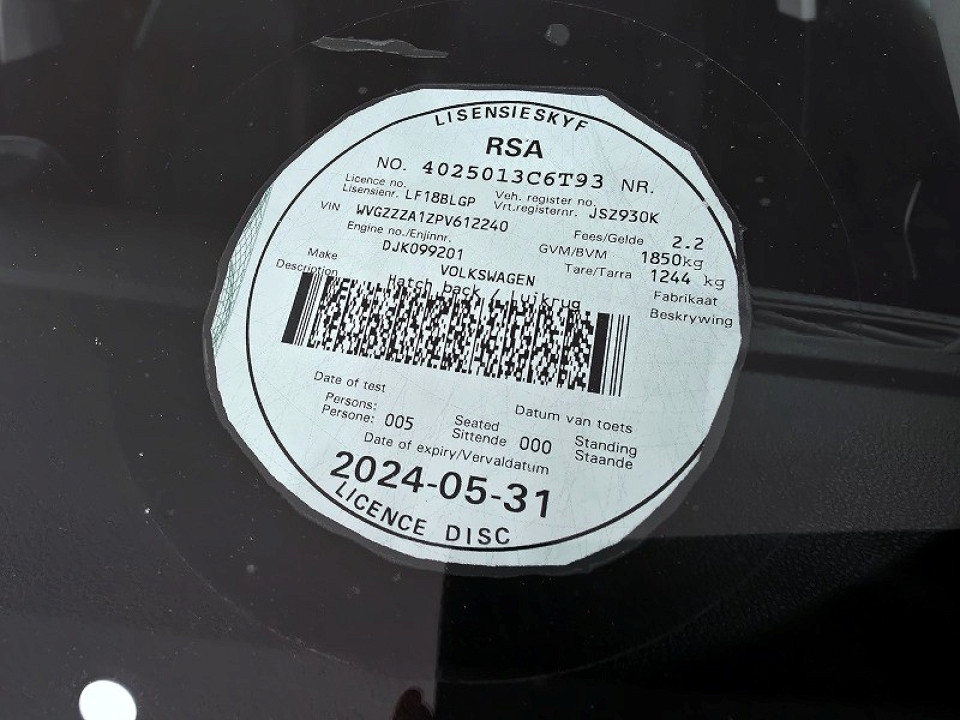 LISENSIESKYF
RSA
NO. 4025013C6T93 NR.
Licence no. Veh. register no.
Lisensienr. LF18BLGP Vrt.registernr. JSZ930K
VIN WVGZZZA1ZPV612240 Fees/Gelde 2.2
Engine no./Enjinnr. GVM/BVM 1850kg
DJK099201 Tare/Tarra 1244 kg
Make VOLKSWAGEN Fabrikaat
Description Hatch back / Luikrug Beskrywing
Date of test Datum van toets
Persons: Seated Standing
Persone: 005 Sittende 000 Staande
Date of expiry/Vervaldatum
2024-05-31
LICENCE DISC